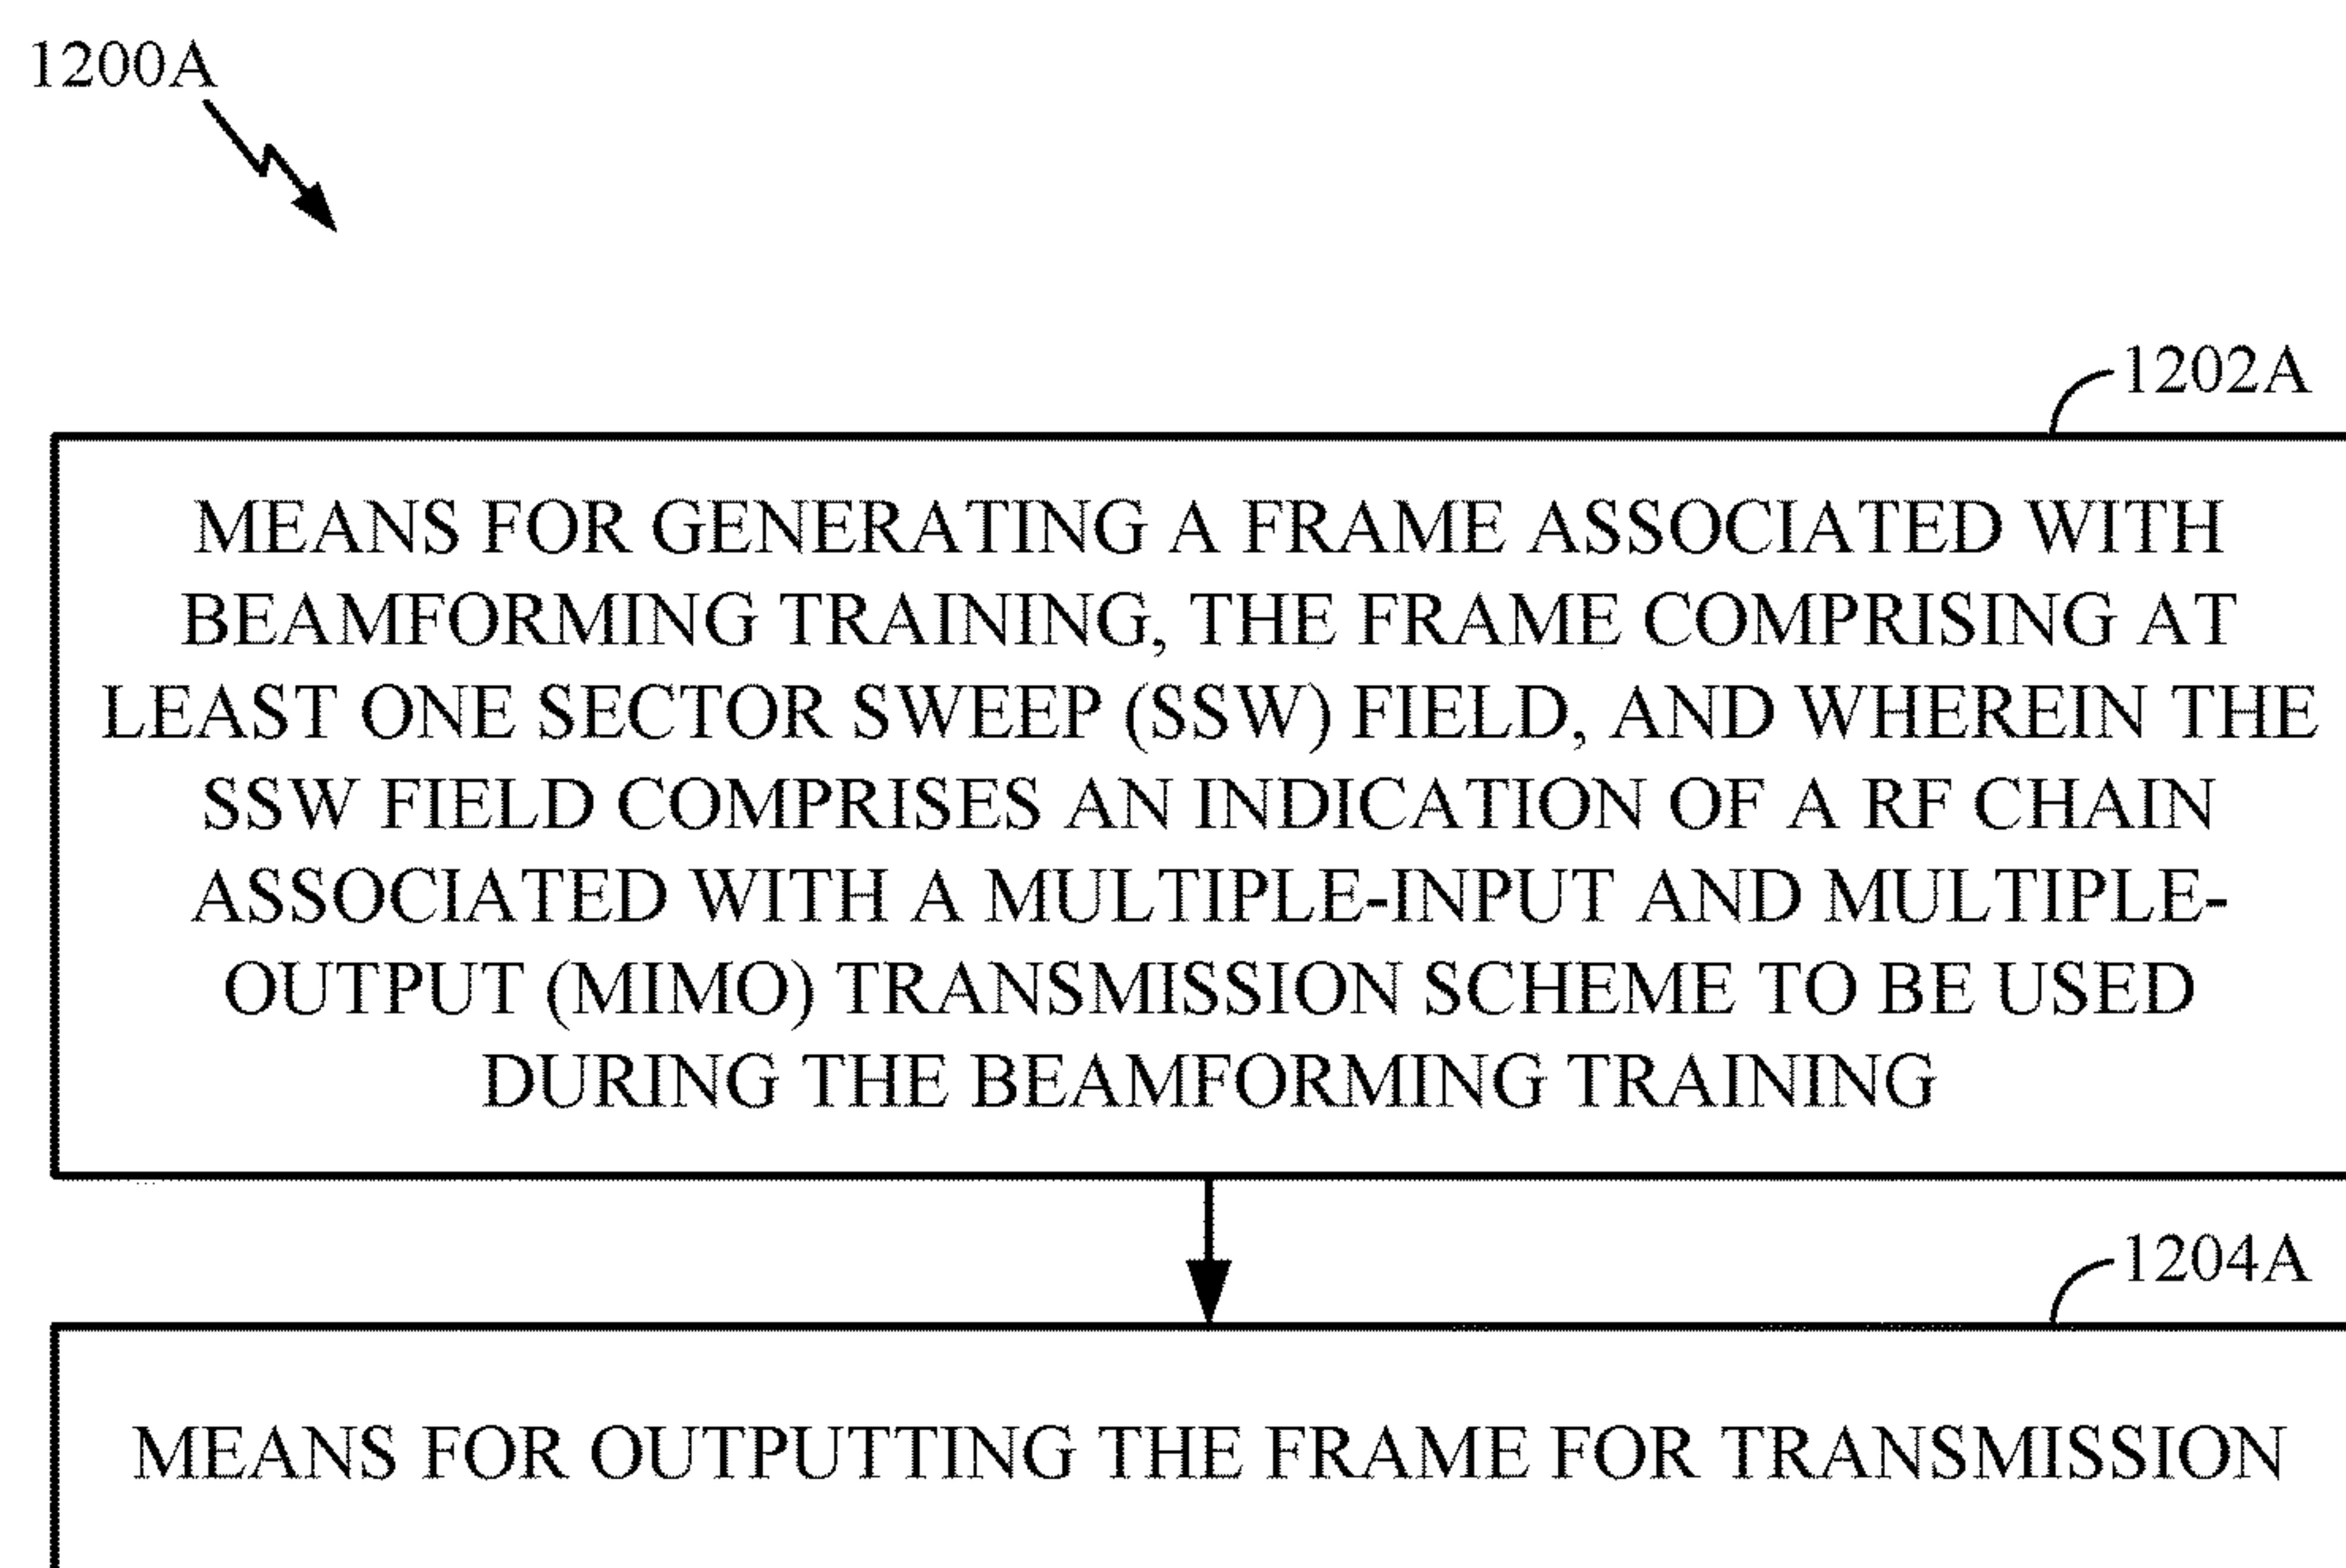 1200A
1202A
MEANS FOR GENERATING A FRAME ASSOCIATED WITH
BEAMFORMING TRAINING, THE FRAME COMPRISING AT
LEAST ONE SECTOR SWEEP (SSW) FIELD, AND WHEREIN THE
SSW FIELD COMPRISES AN INDICATION OF A RF CHAIN
ASSOCIATED WITH A MULTIPLE-INPUT AND MULTIPLE-
OUTPUT (MIMO) TRANSMISSION SCHEME TO BE USED
DURING THE BEAMFORMING TRAINING
1204A
MEANS FOR OUTPUTTING THE FRAME FOR TRANSMISSION